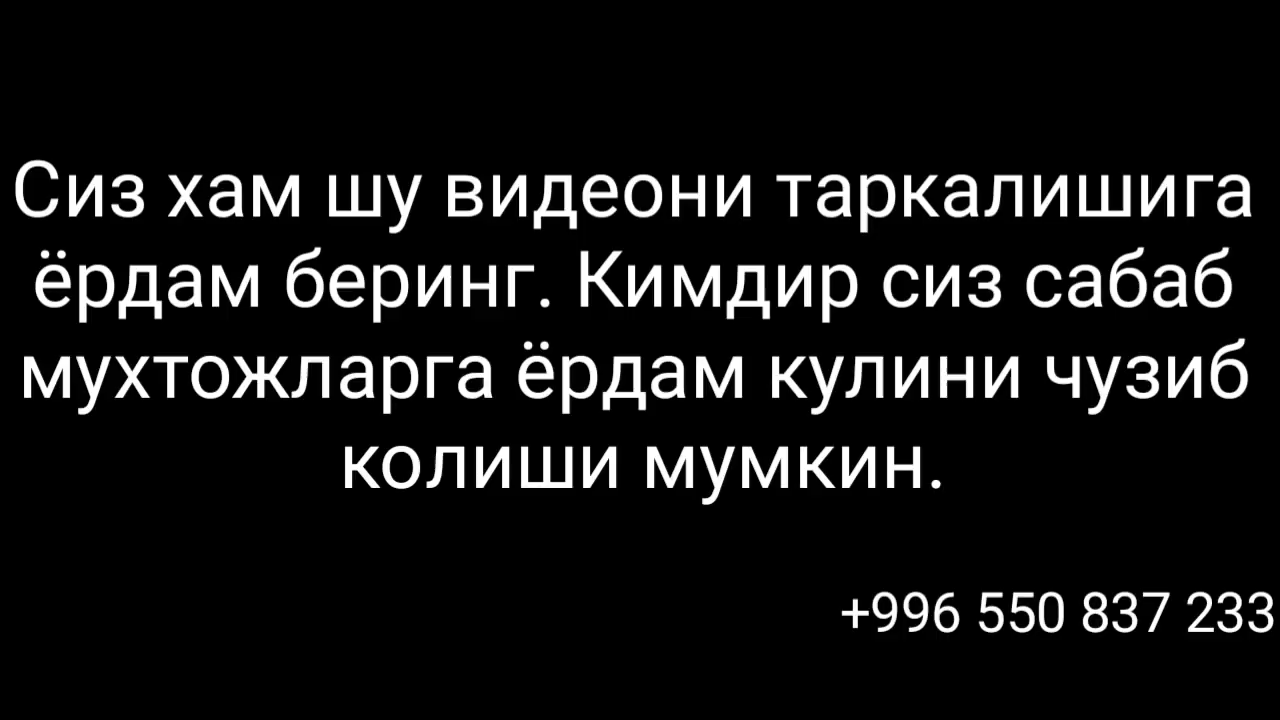 Сиз хам шу видеони таркалишига
ёрдам беринг. Кимдир сиз сабаб
мухтожларга ёрдам кулини чузиб
колиши мумкин.
+996 550 837 233